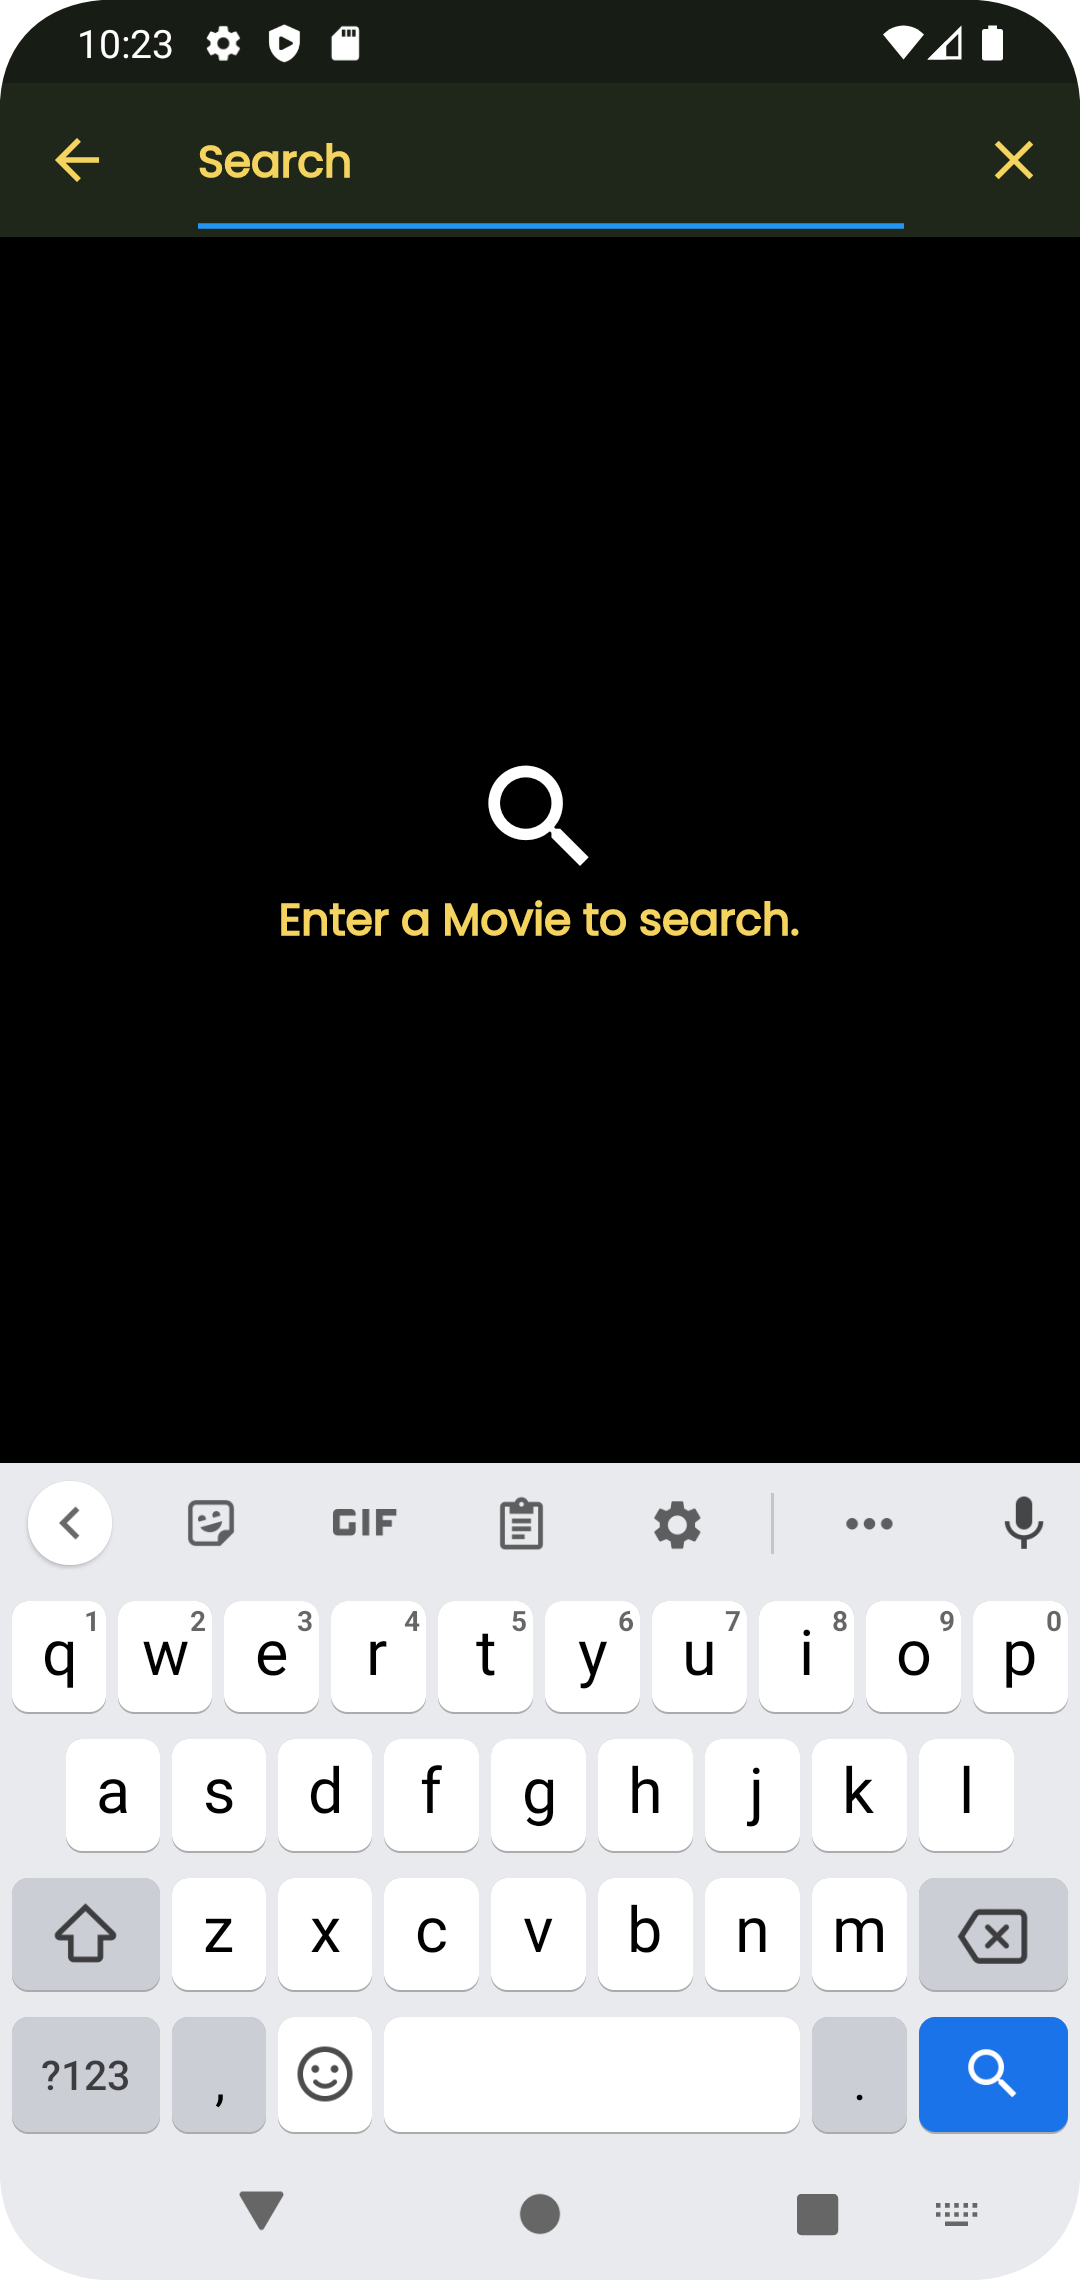 10:23
Search
Enter a Movie to search.
GIF
q 1 w 2 e 3 r 4 t 5 y 6 u 7 i 8 o 9 p 0
a s d f g h j k l
z x c v b n m
?123 , .